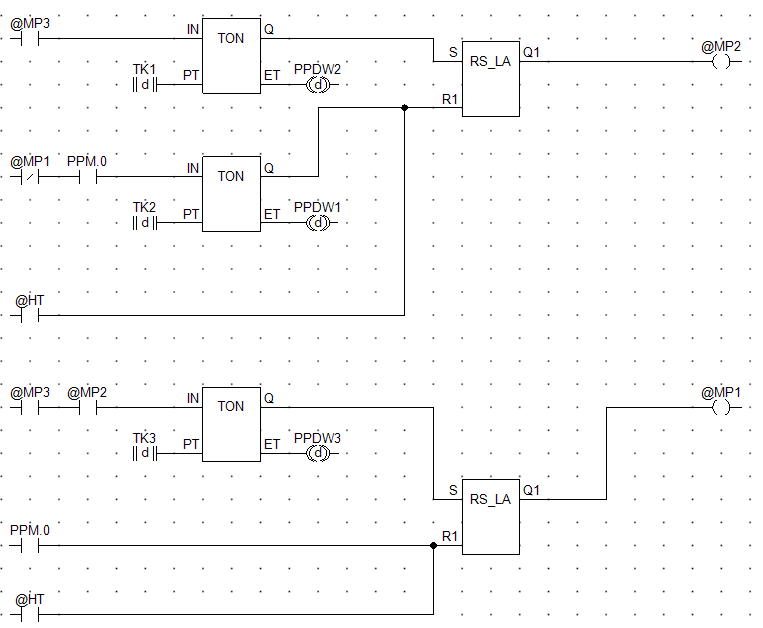 @MP3
IN TON Q
TK1
d PT ET PPDW2
d
S RS_LA Q1
R1
@MP2
@MP1 PPM.0
IN TON Q
TK2
d PT ET PPDW1
d
@HT
@MP3 @MP2
IN TON Q
TK3
d PT ET PPDW3
d
@MP1
S RS_LA Q1
R1
PPM.0
@HT